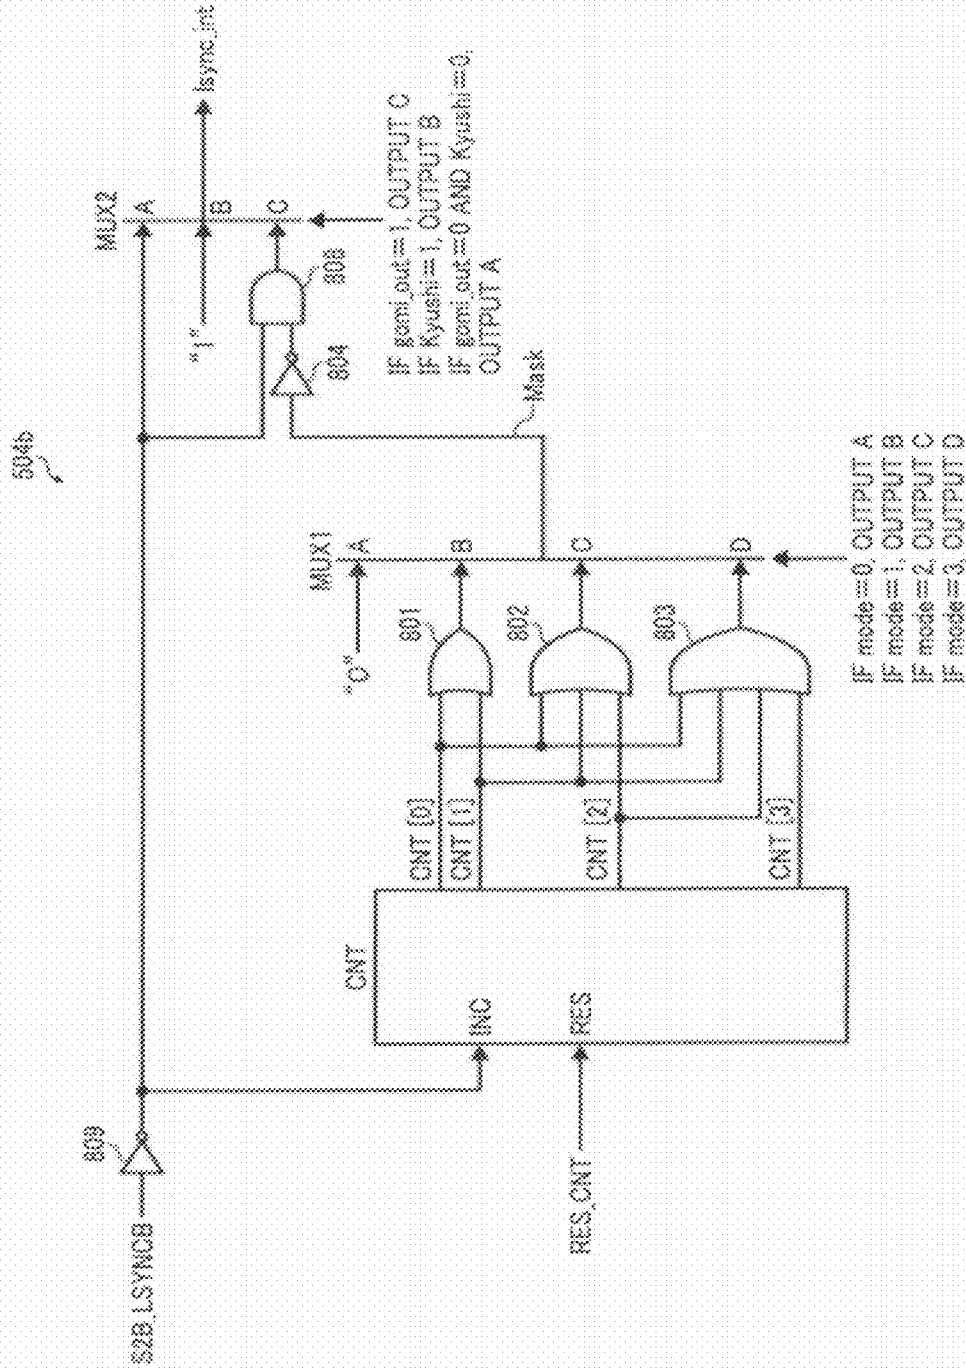 504b
S2B_LSYNCB
809
MUX2
A
"1"
B
C
lsync_int
808
804
IF gomi_out=1, OUTPUT C
IF Kyushi=1, OUTPUT B
IF gomi_out=0 AND Kyushi=0,
OUTPUT A
Mask
MUX1
"0"
A
B
C
D
801
802
803
CNT
INC
RES
RES_CNT
CNT [0]
CNT [1]
CNT [2]
CNT [3]
IF mode=0, OUTPUT A
IF mode=1, OUTPUT B
IF mode=2, OUTPUT C
IF mode=3, OUTPUT D